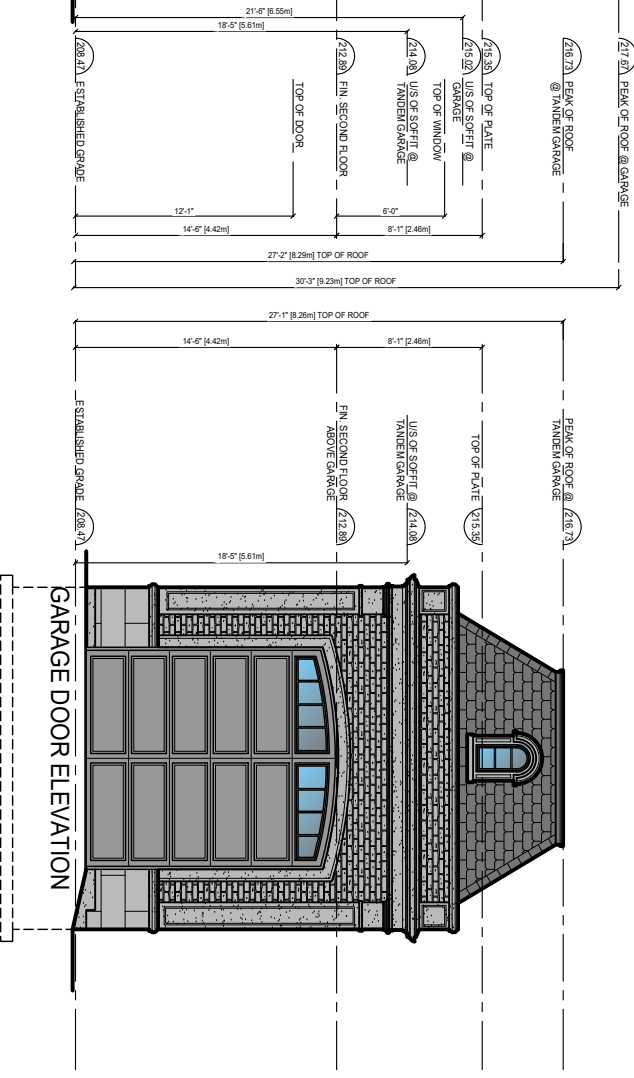 21'-6" [6.55m]
18'-5" [5.61m]
217.67
PEAK OF ROOF @ GARAGE
216.73
PEAK OF ROOF
@ TANDEM GARAGE
215.35
TOP OF PLATE
215.02
U/S OF SOFFIT @
GARAGE
TOP OF WINDOW
214.08
U/S OF SOFFIT @
TANDEM GARAGE
212.89
FIN. SECOND FLOOR
TOP OF DOOR
208.47
ESTABLISHED GRADE
12'-1"
6'-0"
14'-6" [4.42m]
8'-1" [2.46m]
27'-2" [8.29m] TOP OF ROOF
30'-3" [9.23m] TOP OF ROOF
27'-1" [8.26m] TOP OF ROOF
14'-6" [4.42m]
8'-1" [2.46m]
PEAK OF ROOF @
TANDEM GARAGE
216.73
TOP OF PLATE
215.35
U/S OF SOFFIT @
TANDEM GARAGE
214.08
FIN. SECOND FLOOR
ABOVE GARAGE
212.89
ESTABLISHED GRADE
208.47
18'-5" [5.61m]
GARAGE DOOR ELEVATION